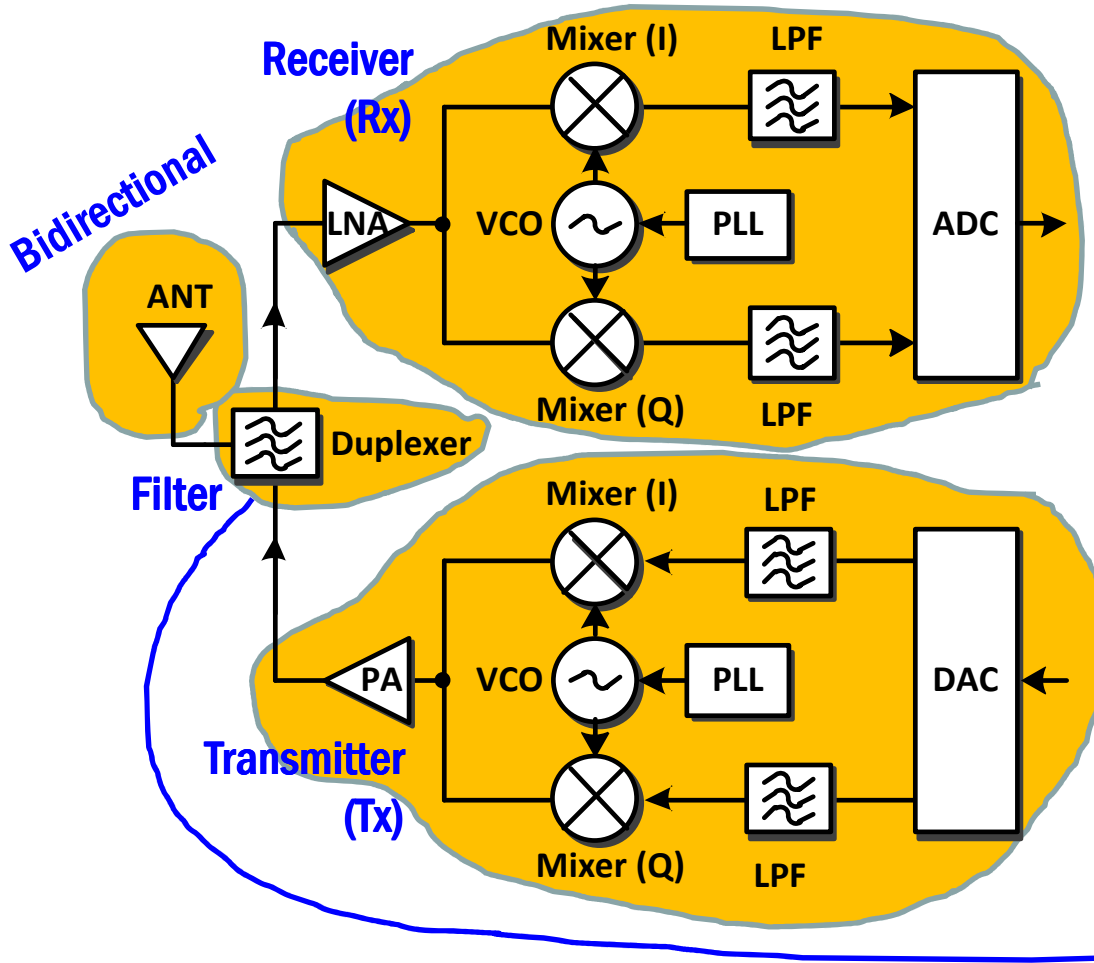 Mixer (I)
LPF
Receiver
(Rx)
Bidirectional
LNA
VCO
PLL
ADC
ANT
Mixer (Q)
LPF
Duplexer
Filter
Mixer (I)
LPF
PA
VCO
PLL
DAC
Transmitter
(Tx)
Mixer (Q)
LPF